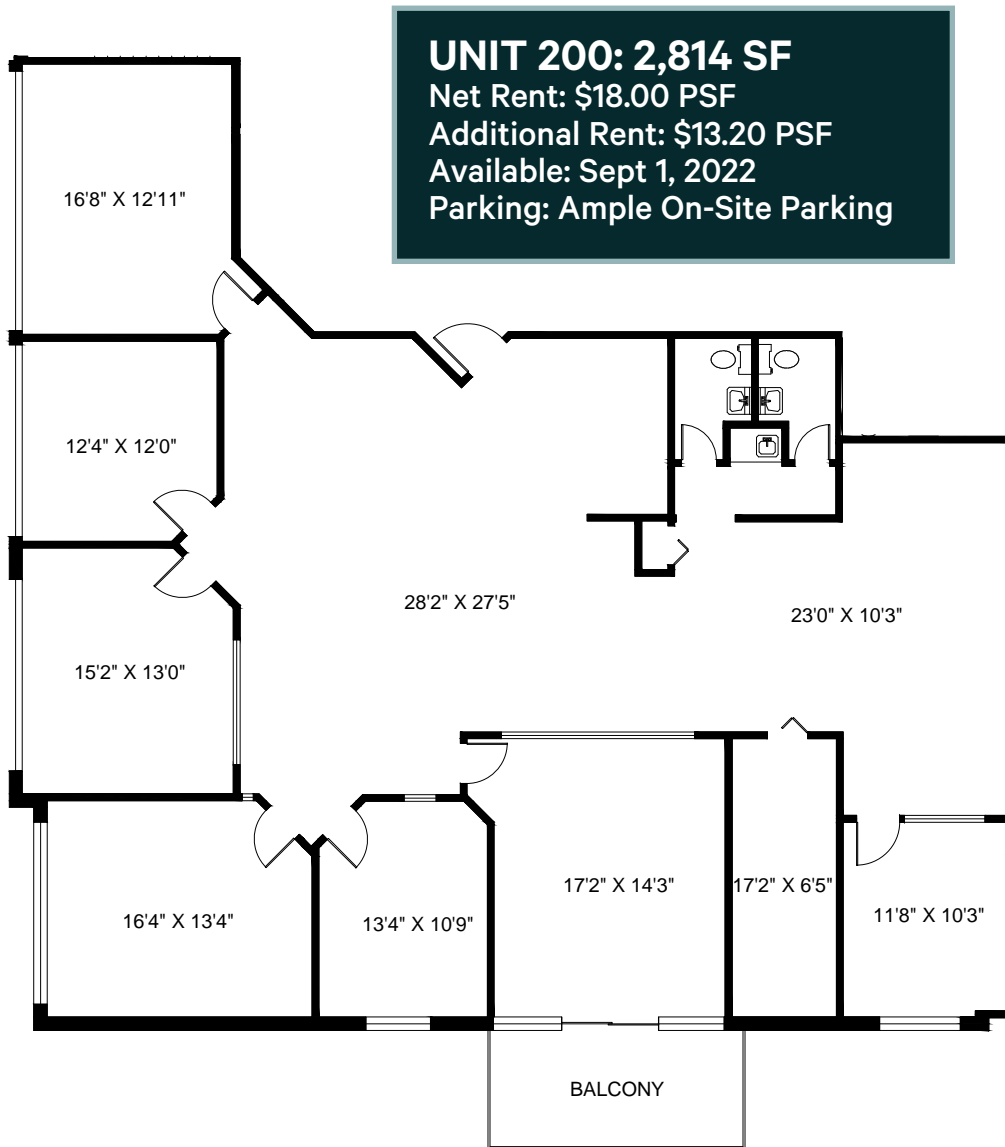 UNIT 200: 2,814 SF
Net Rent: $18.00 PSF
Additional Rent: $13.20 PSF
Available: Sept 1, 2022
Parking: Ample On-Site Parking
16'8" X 12'11"
12'4" X 12'0"
28'2" X 27'5"
23'0" X 10'3"
15'2" X 13'0"
17'2" X 14'3"
17'2" X 6'5"
16'4" X 13'4"
13'4" X 10'9"
11'8" X 10'3"
BALCONY